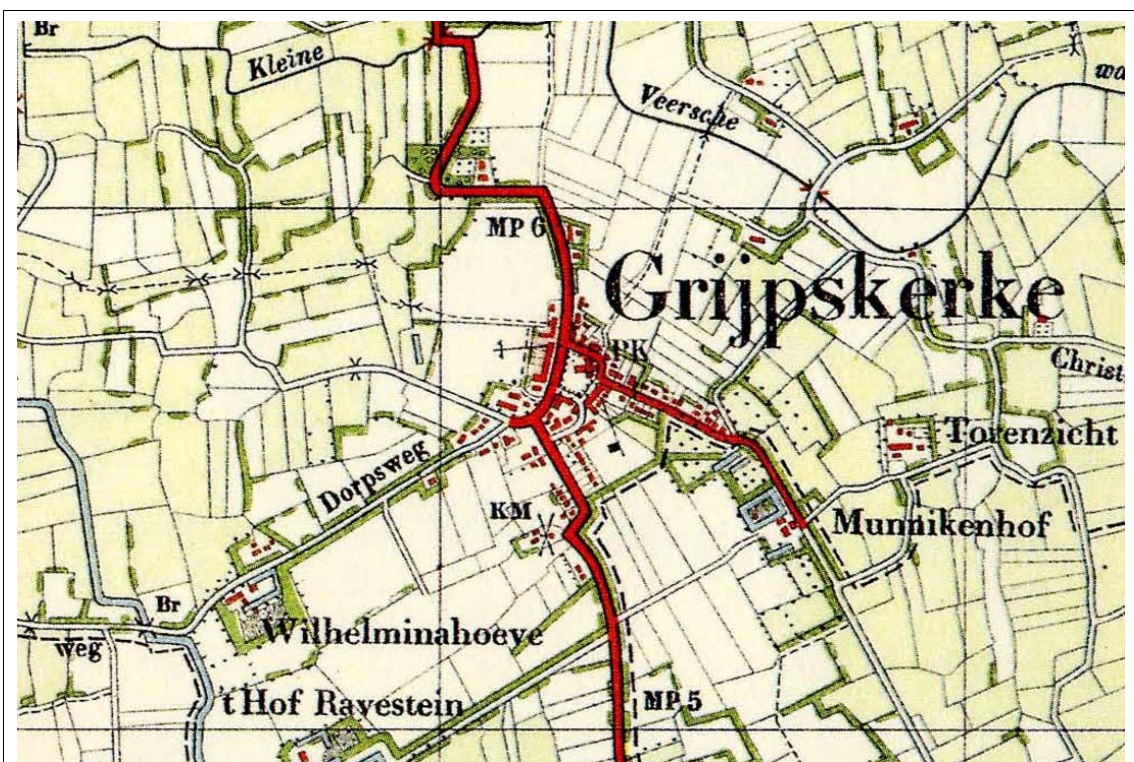 Br
Kleine
Veersche
wa
MP 6
Grijpskerke
1
PK
Christ
Torenzicht
Dorpsweg
KM
Munnikenhof
Br
Wilhelminahoeve
weg
't Hof Ravestein
MP 5